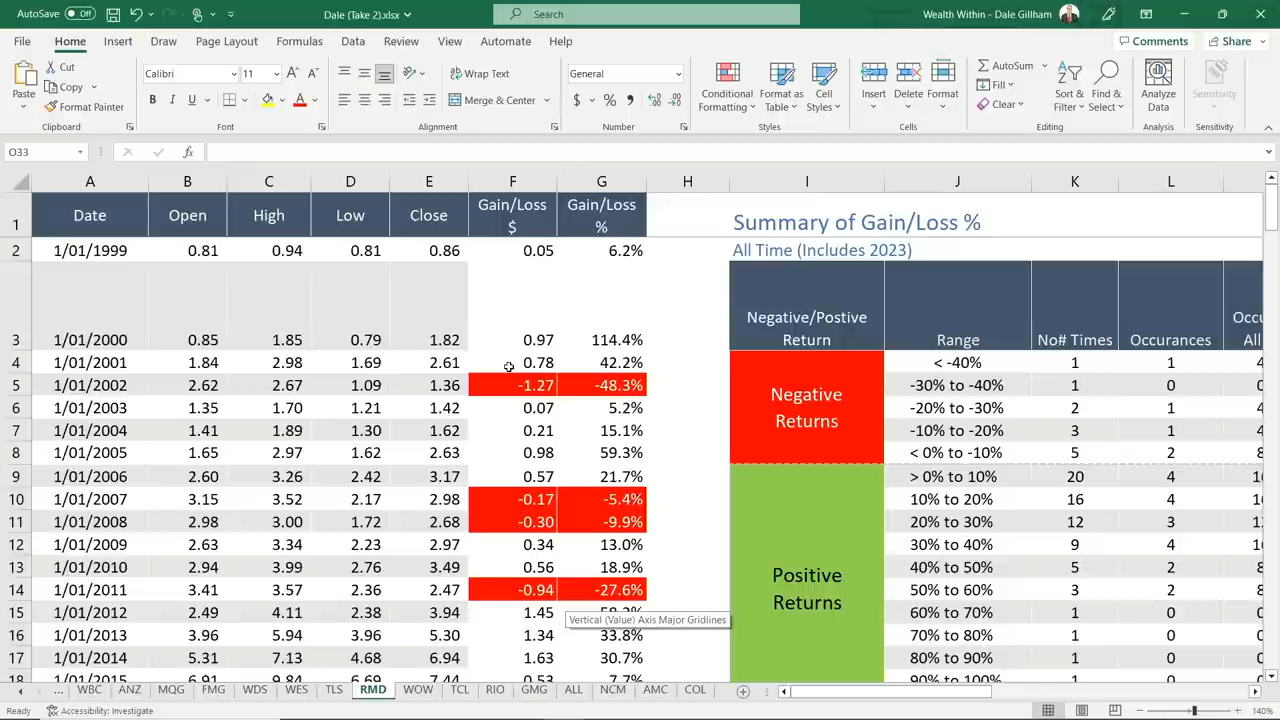 AutoSave Off Dale (Take 2).xlsx Search Wealth Within - Dale Gillham
File Home Insert Draw Page Layout Formulas Data Review View Automate Help Comments Share
Paste Cut Copy Format Painter Clipboard
Calibri 11 B I U A Font
Wrap Text Merge & Center Alignment
General $ % Number
Conditional Formatting Format as Table Cell Styles Styles
Insert Delete Format Cells
AutoSum Fill Clear Sort & Filter Find & Select Editing
Analyze Data Analysis
Sensitivity Sensitivity
O33 fx
A B C D E F G H I J K L
1 Date Open High Low Close Gain/Loss $ Gain/Loss % Summary of Gain/Loss %
2 1/01/1999 0.81 0.94 0.81 0.86 0.05 6.2% All Time (Includes 2023)
3 1/01/2000 0.85 1.85 0.79 1.82 0.97 114.4% Negative/Postive Return Range No# Times Occurances
4 1/01/2001 1.84 2.98 1.69 2.61 0.78 42.2% < -40% 1 1
5 1/01/2002 2.62 2.67 1.09 1.36 -1.27 -48.3% -30% to -40% 1 0
6 1/01/2003 1.35 1.70 1.21 1.42 0.07 5.2% Negative Returns -20% to -30% 2 1
7 1/01/2004 1.41 1.89 1.30 1.62 0.21 15.1% -10% to -20% 3 1
8 1/01/2005 1.65 2.97 1.62 2.63 0.98 59.3% < 0% to -10% 5 2
9 1/01/2006 2.60 3.26 2.42 3.17 0.57 21.7% > 0% to 10% 20 4
10 1/01/2007 3.15 3.52 2.17 2.98 -0.17 -5.4% 10% to 20% 16 4
11 1/01/2008 2.98 3.00 1.72 2.68 -0.30 -9.9% 20% to 30% 12 3
12 1/01/2009 2.63 3.34 2.23 2.97 0.34 13.0% 30% to 40% 9 4
13 1/01/2010 2.94 3.99 2.76 3.49 0.56 18.9% Positive Returns 40% to 50% 5 2
14 1/01/2011 3.41 3.57 2.36 2.47 -0.94 -27.6% 50% to 60% 3 2
15 1/01/2012 2.49 4.11 2.38 3.94 1.45 60% to 70% 1 0
Vertical (Value) Axis Major Gridlines
16 1/01/2013 3.96 5.94 3.96 5.30 1.34 33.8% 70% to 80% 1 0
17 1/01/2014 5.31 7.13 4.68 6.94 1.63 30.7% 80% to 90% 1 0
... WBC ANZ MQG FMG WDS WES TLS RMD WOW TCL RIO GMG ALL NCM AMC COL
Ready Accessibility: Investigate 140%